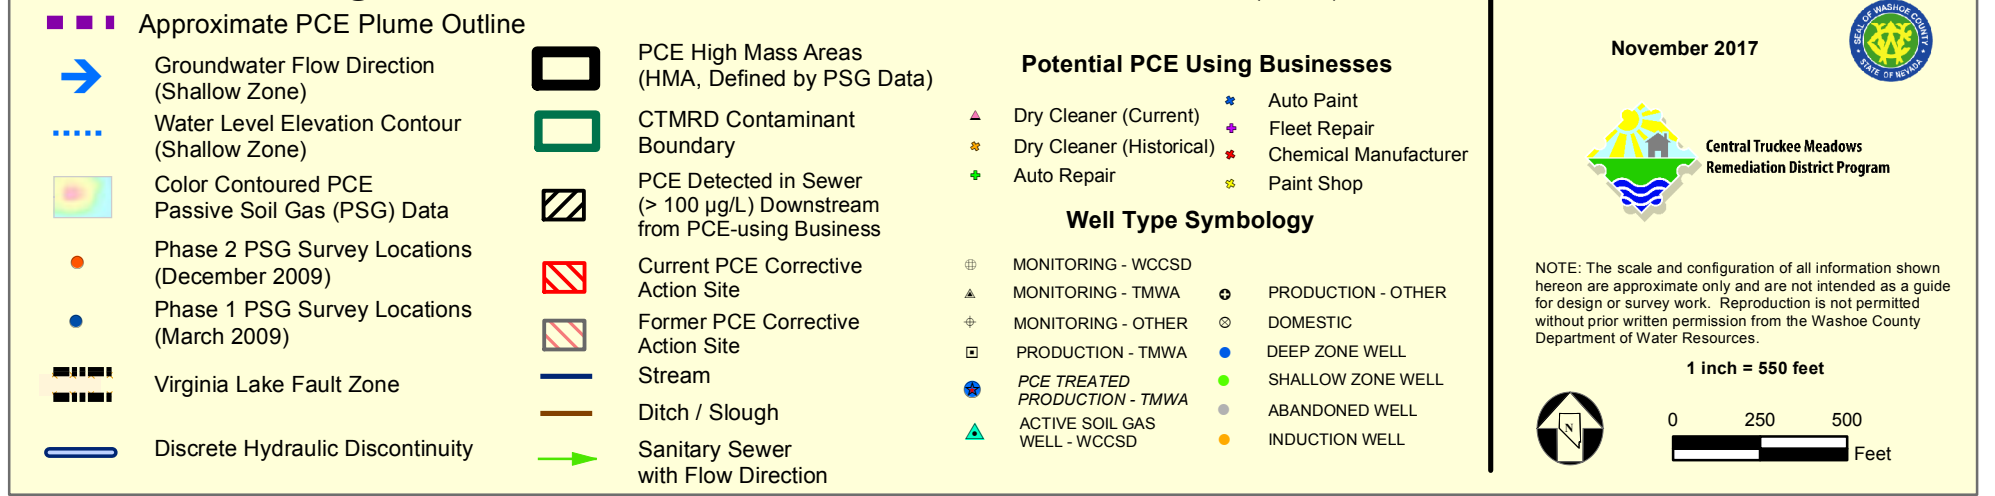 Approximate PCE Plume Outline
Groundwater Flow Direction
(Shallow Zone)
Water Level Elevation Contour
(Shallow Zone)
Color Contoured PCE
Passive Soil Gas (PSG) Data
Phase 2 PSG Survey Locations
(December 2009)
Phase 1 PSG Survey Locations
(March 2009)
Virginia Lake Fault Zone
Discrete Hydraulic Discontinuity
PCE High Mass Areas
(HMA, Defined by PSG Data)
CTMRD Contaminant
Boundary
PCE Detected in Sewer
(> 100 µg/L) Downstream
from PCE-using Business
Current PCE Corrective
Action Site
Former PCE Corrective
Action Site
Stream
Ditch / Slough
Sanitary Sewer
with Flow Direction
Potential PCE Using Businesses
Dry Cleaner (Current)
Dry Cleaner (Historical)
Auto Repair
Auto Paint
Fleet Repair
Chemical Manufacturer
Paint Shop
Well Type Symbology
MONITORING - WCCSD
MONITORING - TMWA
MONITORING - OTHER
PRODUCTION - TMWA
PCE TREATED
PRODUCTION - TMWA
ACTIVE SOIL GAS
WELL - WCCSD
PRODUCTION - OTHER
DOMESTIC
DEEP ZONE WELL
SHALLOW ZONE WELL
ABANDONED WELL
INDUCTION WELL
November 2017
SEAL OF WASHOE COUNTY
STATE OF NEVADA
Central Truckee Meadows
Remediation District Program
NOTE: The scale and configuration of all information shown
hereon are approximate only and are not intended as a guide
for design or survey work. Reproduction is not permitted
without prior written permission from the Washoe County
Department of Water Resources.
1 inch = 550 feet
N
0 250 500
Feet